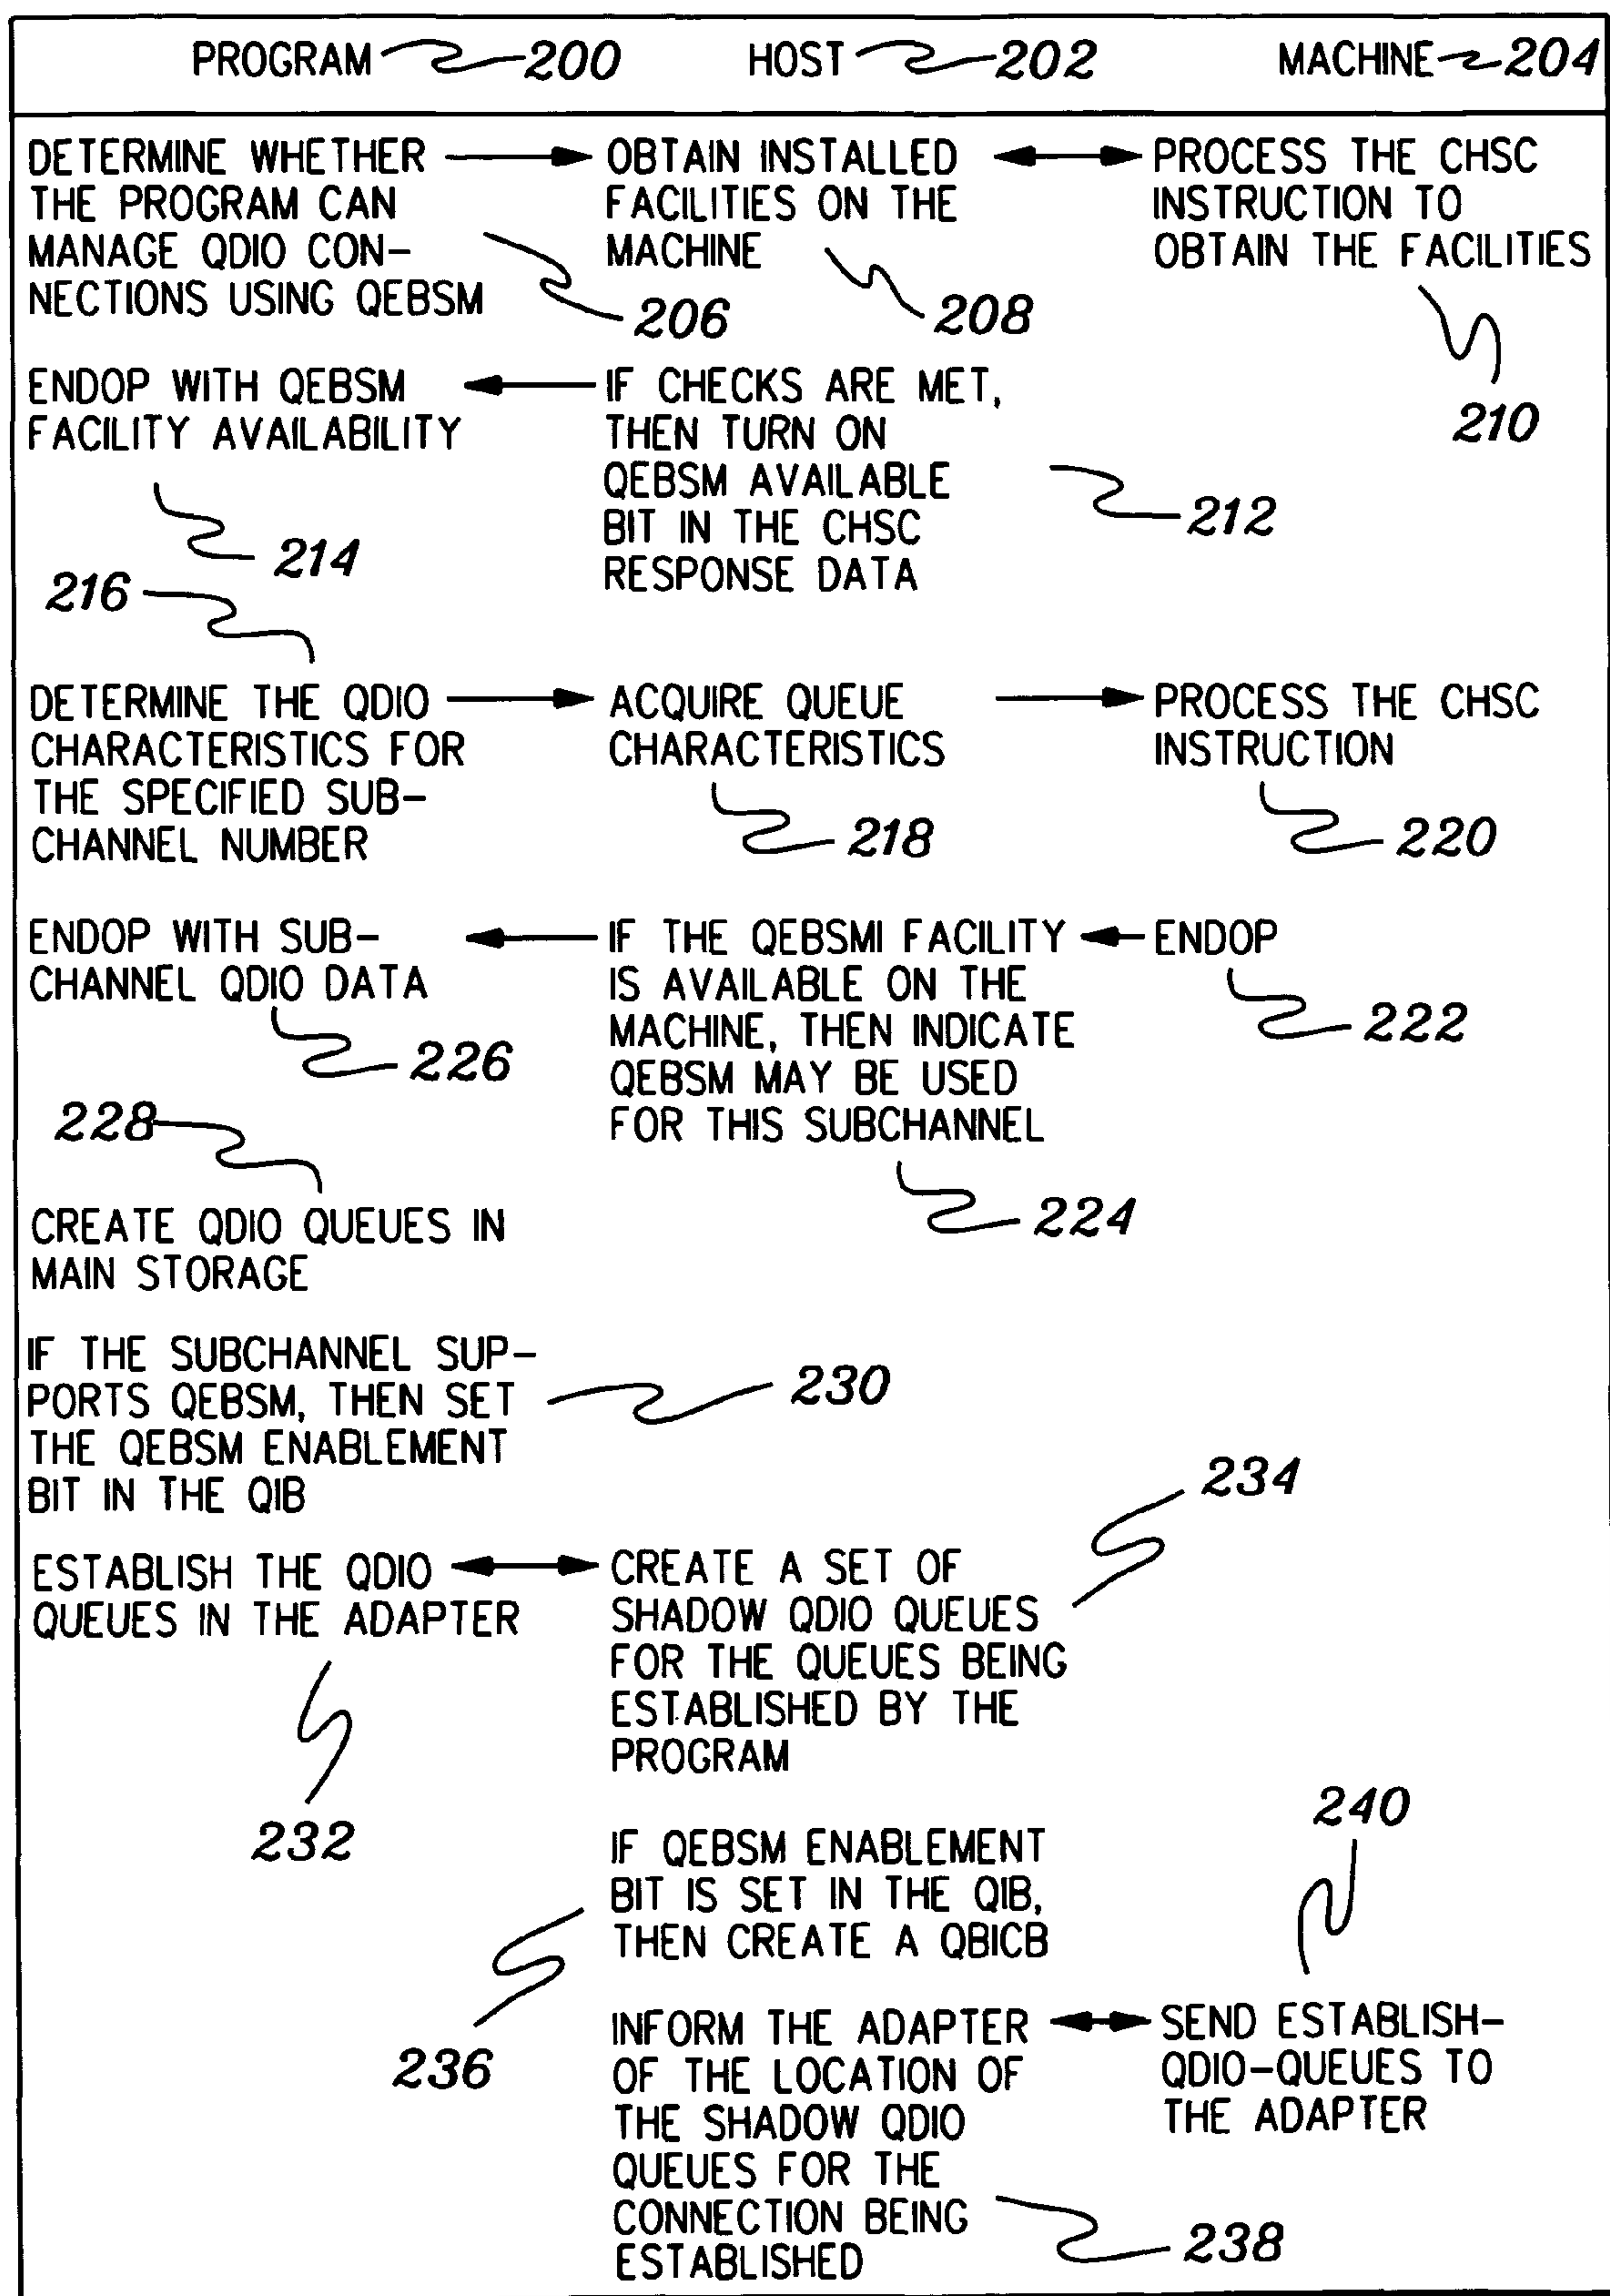 PROGRAM 200 HOST 202 MACHINE 204
DETERMINE WHETHER
THE PROGRAM CAN
MANAGE QDIO CON-
NECTIONS USING QEBSM
206
OBTAIN INSTALLED
FACILITIES ON THE
MACHINE
208
PROCESS THE CHSC
INSTRUCTION TO
OBTAIN THE FACILITIES
210
ENDOP WITH QEBSM
FACILITY AVAILABILITY
214
IF CHECKS ARE MET,
THEN TURN ON
QEBSM AVAILABLE
BIT IN THE CHSC
RESPONSE DATA
212
216
DETERMINE THE QDIO
CHARACTERISTICS FOR
THE SPECIFIED SUB-
CHANNEL NUMBER
ACQUIRE QUEUE
CHARACTERISTICS
218
PROCESS THE CHSC
INSTRUCTION
220
ENDOP WITH SUB-
CHANNEL QDIO DATA
226
IF THE QEBSMI FACILITY
IS AVAILABLE ON THE
MACHINE, THEN INDICATE
QEBSM MAY BE USED
FOR THIS SUBCHANNEL
224
ENDOP
222
228
CREATE QDIO QUEUES IN
MAIN STORAGE
IF THE SUBCHANNEL SUP-
PORTS QEBSM, THEN SET
THE QEBSM ENABLEMENT
BIT IN THE QIB
230
ESTABLISH THE QDIO
QUEUES IN THE ADAPTER
232
CREATE A SET OF
SHADOW QDIO QUEUES
FOR THE QUEUES BEING
ESTABLISHED BY THE
PROGRAM
234
IF QEBSM ENABLEMENT
BIT IS SET IN THE QIB,
THEN CREATE A QBICB
236
INFORM THE ADAPTER
OF THE LOCATION OF
THE SHADOW QDIO
QUEUES FOR THE
CONNECTION BEING
ESTABLISHED
238
240
SEND ESTABLISH-
QDIO-QUEUES TO
THE ADAPTER